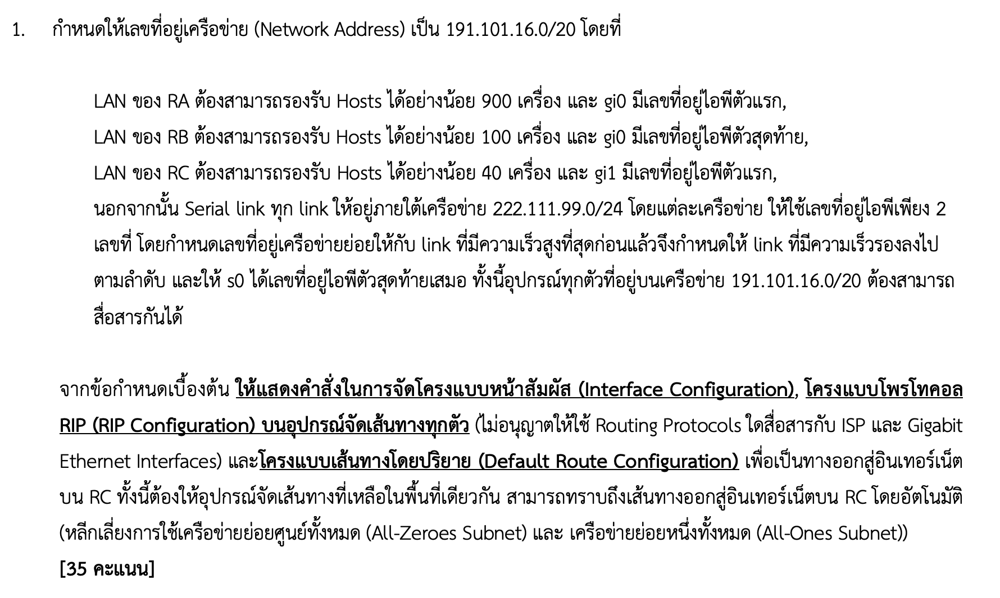 1. กำหนดให้เลขที่อยู่เครือข่าย (Network Address) เป็น 191.101.16.0/20 โดยที่
LAN ของ RA ต้องสามารถรองรับ Hosts ได้อย่างน้อย 900 เครื่อง และ gi0 มีเลขที่อยู่ไอพีตัวแรก,
LAN ของ RB ต้องสามารถรองรับ Hosts ได้อย่างน้อย 100 เครื่อง และ gi0 มีเลขที่อยู่ไอพีตัวสุดท้าย,
LAN ของ RC ต้องสามารถรองรับ Hosts ได้อย่างน้อย 40 เครื่อง และ gi1 มีเลขที่อยู่ไอพีตัวแรก,
นอกจากนั้น Serial link ทุก link ให้อยู่ภายใต้เครือข่าย 222.111.99.0/24 โดยแต่ละเครือข่าย ให้ใช้เลขที่อยู่ไอพีเพียง 2
เลขที่ โดยกำหนดเลขที่อยู่เครือข่ายย่อยให้กับ link ที่มีความเร็วสูงที่สุดก่อนแล้วจึงกำหนดให้ link ที่มีความเร็วรองลงไป
ตามลำดับ และให้ s0 ได้เลขที่อยู่ไอพีตัวสุดท้ายเสมอ ทั้งนี้อุปกรณ์ทุกตัวที่อยู่บนเครือข่าย 191.101.16.0/20 ต้องสามารถ
สื่อสารกันได้
จากข้อกำหนดเบื้องต้น ให้แสดงคำสั่งในการจัดโครงแบบหน้าสัมผัส (Interface Configuration), โครงแบบโพรโทคอล
RIP (RIP Configuration) บนอุปกรณ์จัดเส้นทางทุกตัว (ไม่อนุญาตให้ใช้ Routing Protocols ใดสื่อสารกับ ISP และ Gigabit
Ethernet Interfaces) และโครงแบบเส้นทางโดยปริยาย (Default Route Configuration) เพื่อเป็นทางออกสู่อินเทอร์เน็ต
บน RC ทั้งนี้ต้องให้อุปกรณ์จัดเส้นทางที่เหลือในพื้นที่เดียวกัน สามารถทราบถึงเส้นทางออกสู่อินเทอร์เน็ตบน RC โดยอัตโนมัติ
(หลีกเลี่ยงการใช้เครือข่ายย่อยศูนย์ทั้งหมด (All-Zeroes Subnet) และ เครือข่ายย่อยหนึ่งทั้งหมด (All-Ones Subnet))
[35 คะแนน]